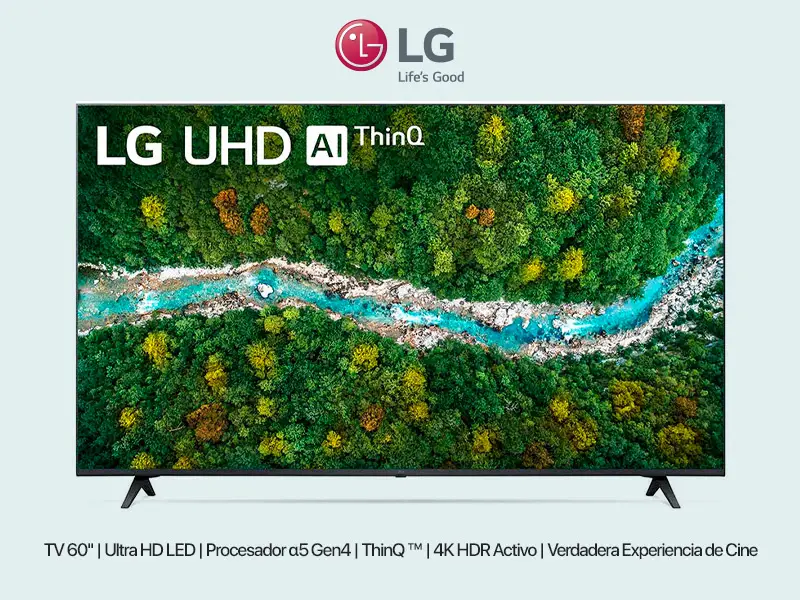 LG
Life's Good
LG UHD AI ThinQ
TV 60" | Ultra HD LED | Procesador α5 Gen4 | ThinQ ™ | 4K HDR Activo | Verdadera Experiencia de Cine